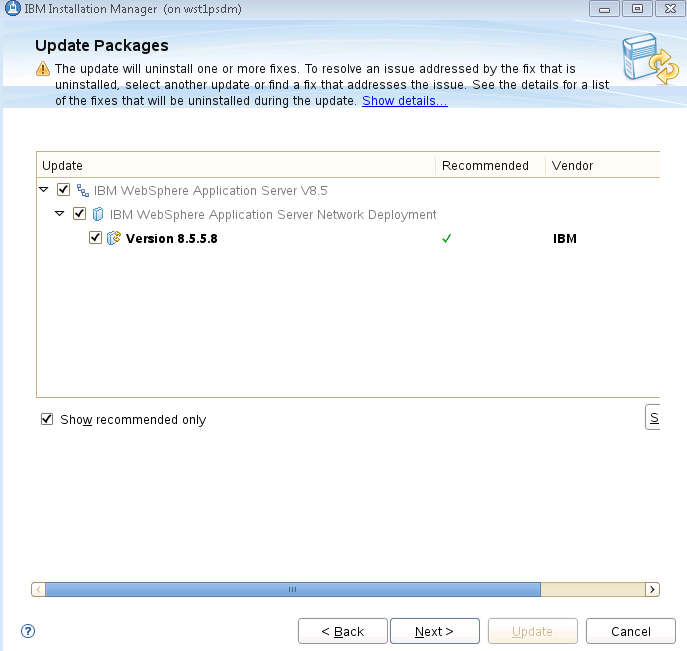 IBM Installation Manager (on wst1psdm)
Update Packages
The update will uninstall one or more fixes. To resolve an issue addressed by the fix that is
uninstalled, select another update or find a fix that addresses the issue. See the details for a list
of the fixes that will be uninstalled during the update. Show details...
Update Recommended Vendor
IBM WebSphere Application Server V8.5
IBM WebSphere Application Server Network Deployment
Version 8.5.5.8 ✓ IBM
Show recommended only
S
< Back Next > Update Cancel